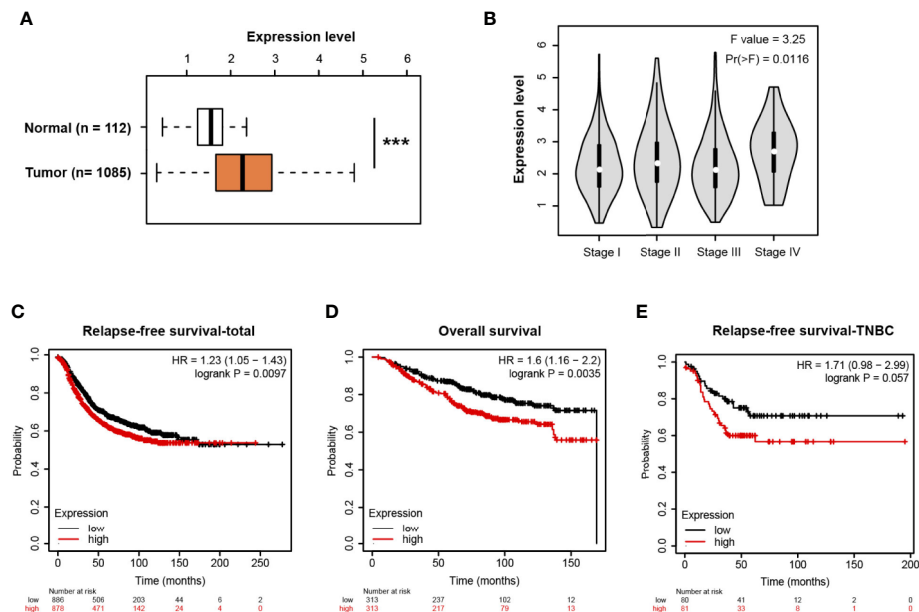 A
Expression level
1 2 3 4 5 6
Normal (n = 112)
Tumor (n= 1085)
***
B
Expression level
6
5
4
3
2
1
F value = 3.25
Pr(>F) = 0.0116
Stage I Stage II Stage III Stage IV
C
Relapse-free survival-total
HR = 1.23 (1.05 − 1.43)
logrank P = 0.0097
Probability
1.0
0.8
0.6
0.4
0.2
0.0
Expression
low
high
0 50 100 150 200 250
Time (months)
Number at risk
low 886 506 203 44 6 2
high 878 471 142 24 4 0
D
Overall survival
HR = 1.6 (1.16 − 2.2)
logrank P = 0.0035
Probability
1.0
0.8
0.6
0.4
0.2
0.0
Expression
low
high
0 50 100 150
Time (months)
Number at risk
low 313 237 102 12
high 313 217 79 13
E
Relapse-free survival-TNBC
HR = 1.71 (0.98 − 2.99)
logrank P = 0.057
Probability
1.0
0.8
0.6
0.4
0.2
0.0
Expression
low
high
0 50 100 150 200
Time (months)
Number at risk
low 80 41 12 2 0
high 81 33 8 1 0